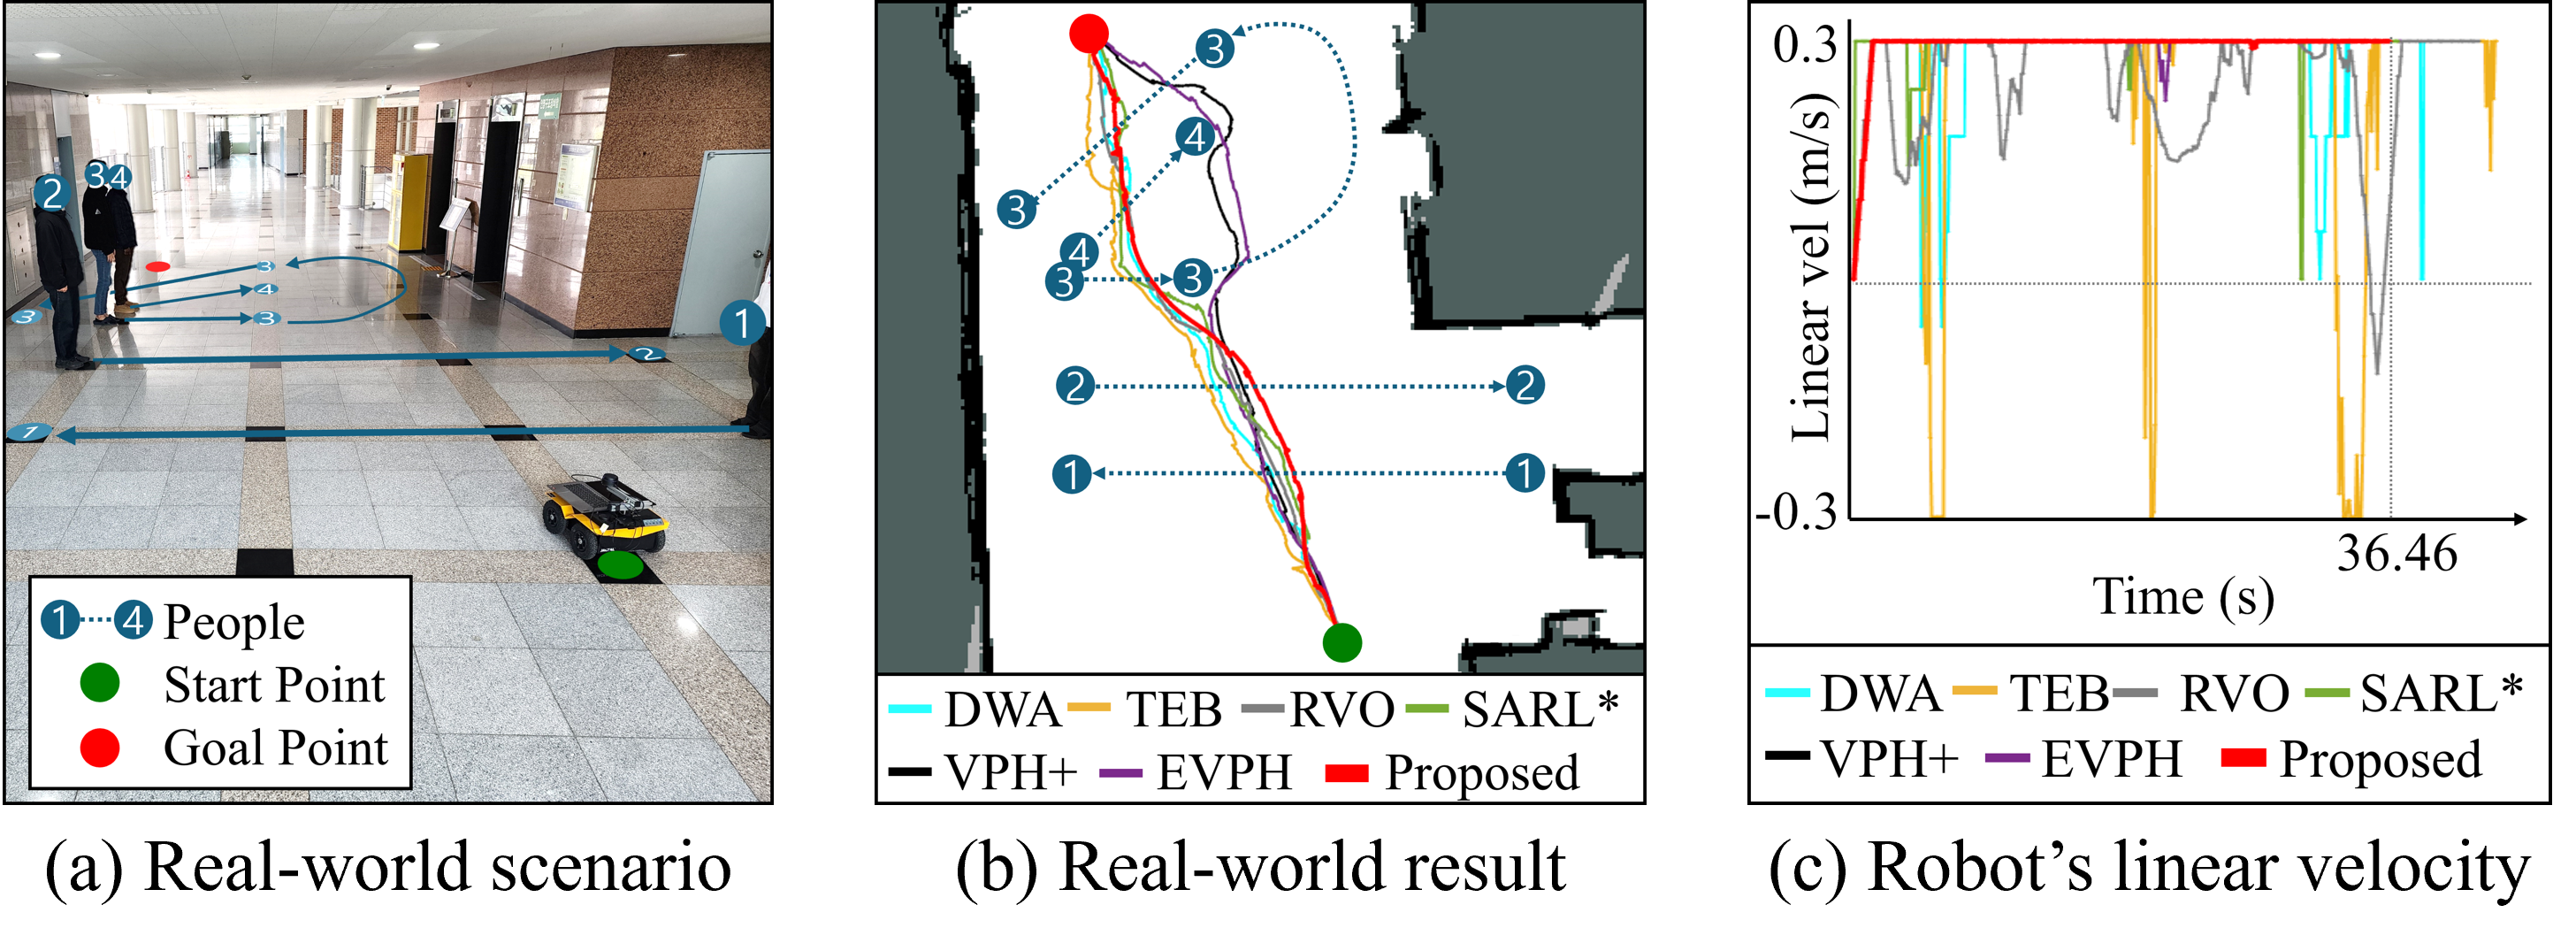 2
3
4
3
4
3
3
1
2
1
1 4 People
Start Point
Goal Point
(a) Real-world scenario
3
4
3
4
3
3
2
2
1
1
DWA TEB RVO SARL*
VPH+ EVPH Proposed
(b) Real-world result
0.3
Linear vel (m/s)
-0.3
36.46
Time (s)
DWA TEB RVO SARL*
VPH+ EVPH Proposed
(c) Robot's linear velocity